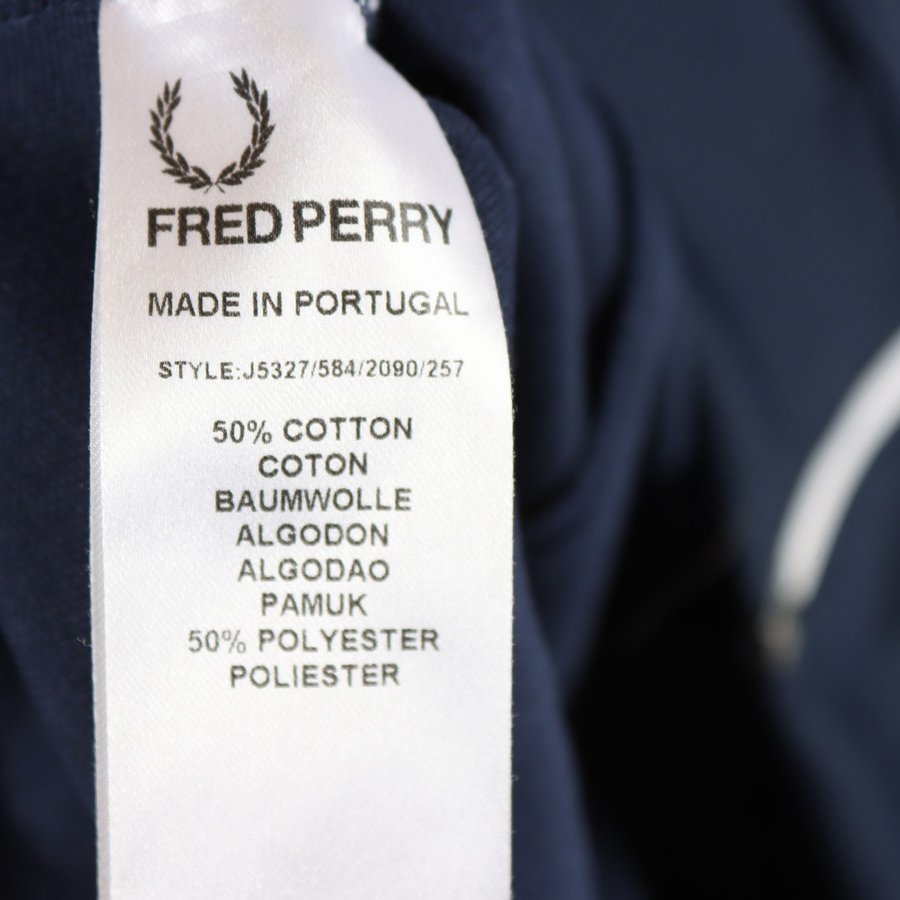 FRED PERRY
MADE IN PORTUGAL
STYLE:J5327/584/2090/257
50% COTTON
COTON
BAUMWOLLE
ALGODON
ALGODAO
PAMUK
50% POLYESTER
POLIESTER